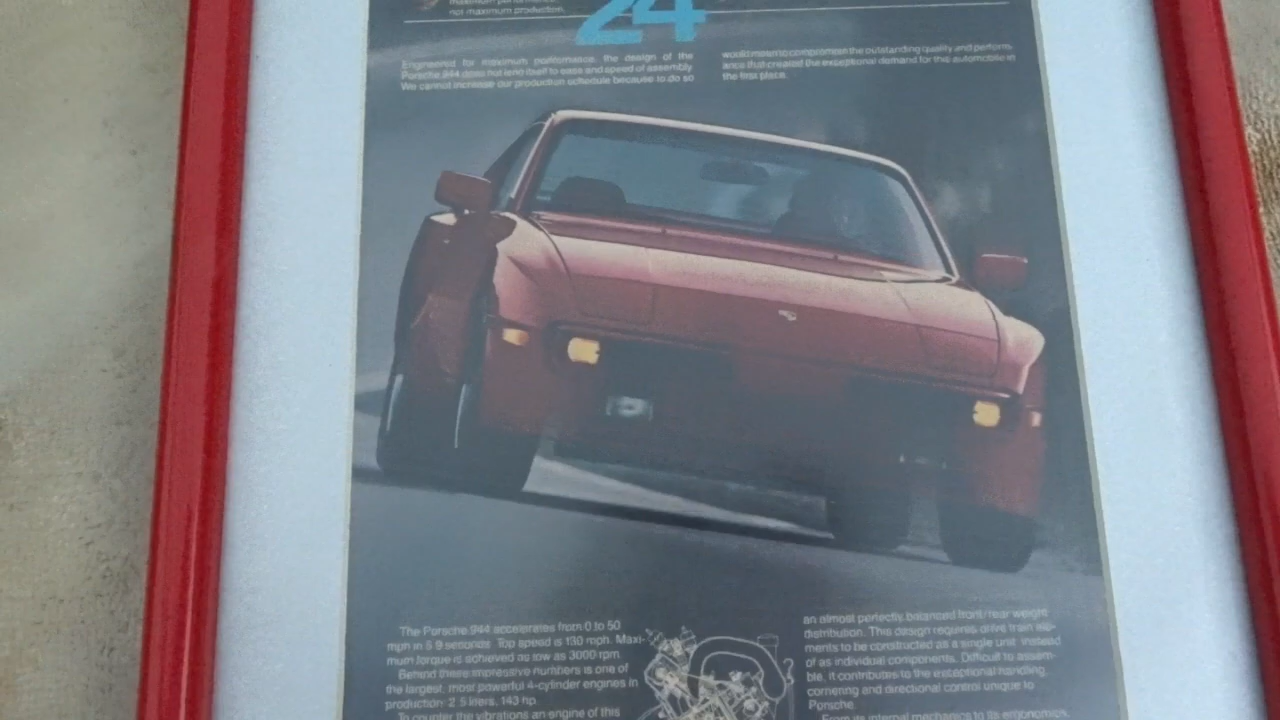 maximum performance,
not maximum production.
24
Engineered for maximum performance, the design of the
Porsche 944 does not lend itself to ease and speed of assembly.
We cannot increase our production schedule because to do so
would mean to compromise the outstanding quality and perform-
ance that created the exceptional demand for this automobile in
the first place.
The Porsche 944 accelerates from 0 to 50
mph in 5.9 seconds. Top speed is 130 mph. Maxi-
mum torque is achieved as low as 3000 rpm.
Behind these impressive numbers is one of
the largest, most powerful 4-cylinder engines in
production: 2.5 liters, 143 hp.
To counter the vibrations an engine of this
an almost perfectly balanced front/rear weight
distribution. This design requires drive train ele-
ments to be constructed as a single unit instead
of as individual components. Difficult to assem-
ble, it contributes to the exceptional handling,
cornering and directional control unique to
Porsche.
From its internal mechanics to its ergonomics,